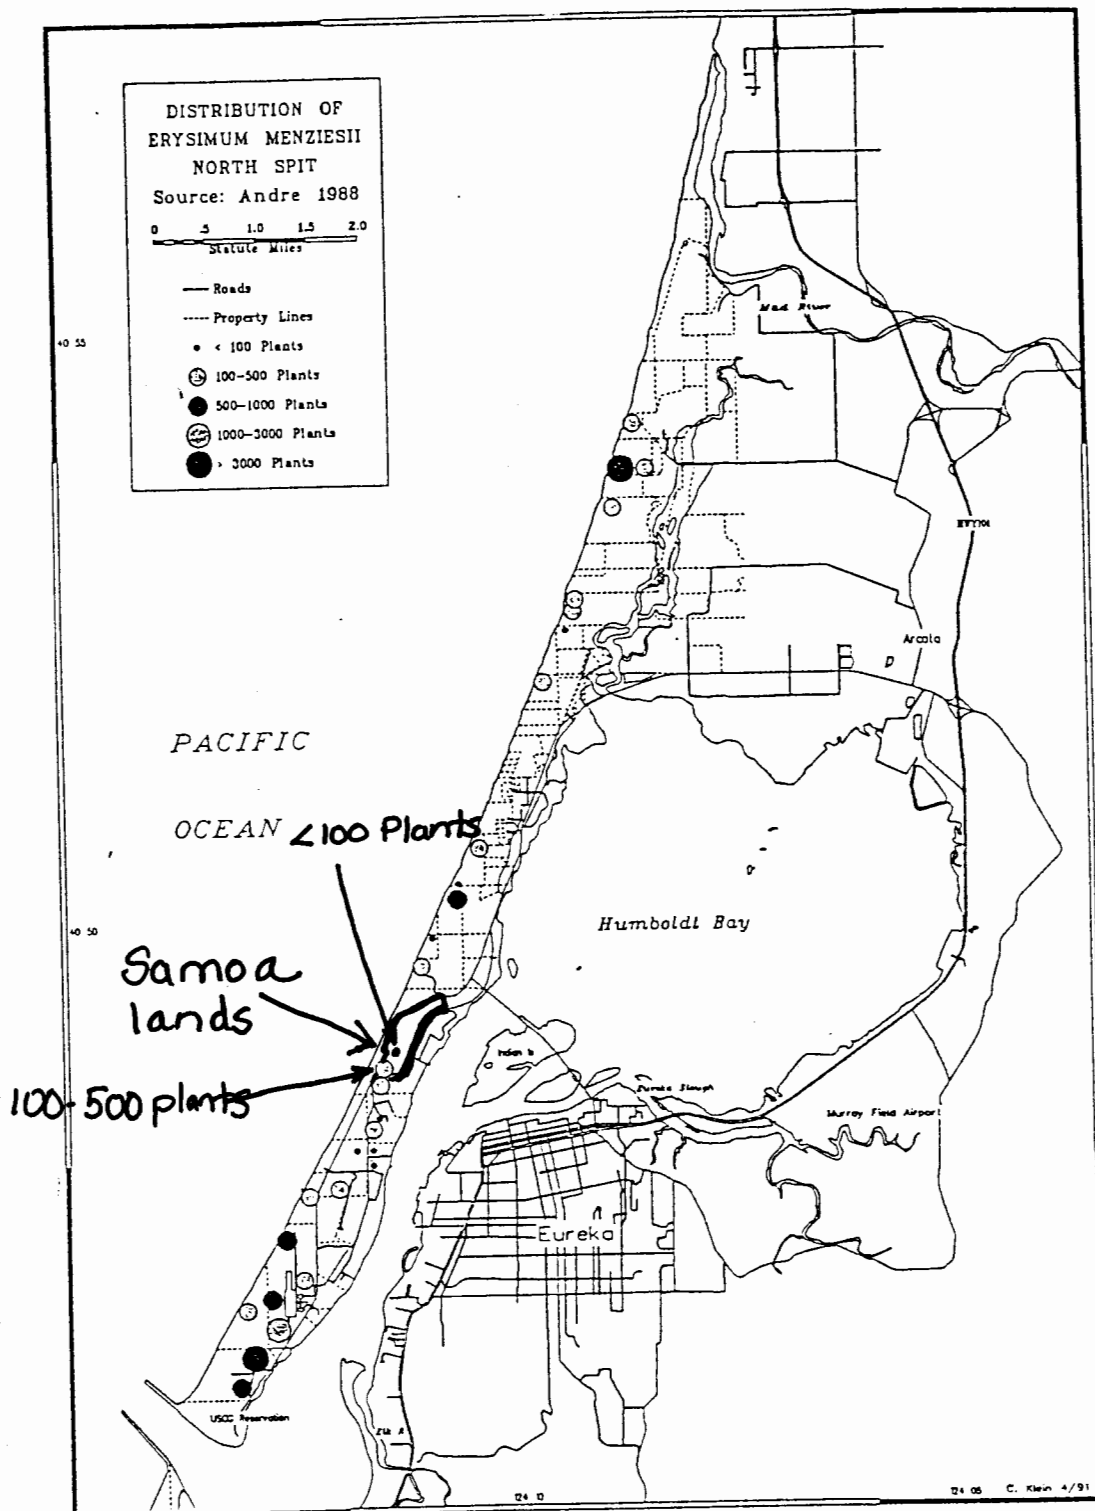 DISTRIBUTION OF
ERYSIMUM MENZIESII
NORTH SPIT
Source: Andre 1988
0 .5 1.0 1.5 2.0
Statute Miles
Roads
Property Lines
< 100 Plants
100-500 Plants
500-1000 Plants
1000-3000 Plants
> 3000 Plants
40 55
Mad River
HWY101
Arcata
PACIFIC
OCEAN
<100 Plants
Humboldt Bay
40 50
Samoa
lands
Indian Is
100-500 plants
Eureka Slough
Murray Field Airport
Eureka
USCG Reservation
Elk R
124 05
C. Klein 4/91